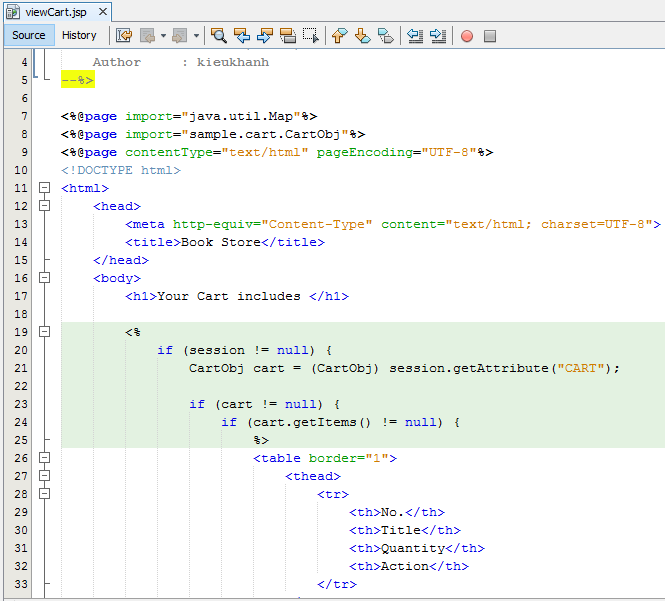 viewCart.jsp
Source History
4 Author : kieukhanh
5 --%>
6
7 <%@page import="java.util.Map"%>
8 <%@page import="sample.cart.CartObj"%>
9 <%@page contentType="text/html" pageEncoding="UTF-8"%>
10 <!DOCTYPE html>
11 <html>
12 <head>
13 <meta http-equiv="Content-Type" content="text/html; charset=UTF-8">
14 <title>Book Store</title>
15 </head>
16 <body>
17 <h1>Your Cart includes </h1>
18
19 <%
20 if (session != null) {
21 CartObj cart = (CartObj) session.getAttribute("CART");
22
23 if (cart != null) {
24 if (cart.getItems() != null) {
25 %>
26 <table border="1">
27 <thead>
28 <tr>
29 <th>No.</th>
30 <th>Title</th>
31 <th>Quantity</th>
32 <th>Action</th>
33 </tr>